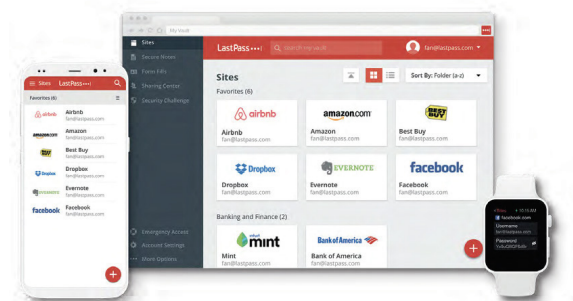 Sites
LastPass •••|
Favorites (6)
airbnb
Airbnb
fan@lastpass.com
amazon.com
Amazon
fan@lastpass.com
BEST BUY
Best Buy
fan@lastpass.com
Dropbox
Dropbox
fan@lastpass.com
EVERNOTE
Evernote
fan@lastpass.com
facebook
Facebook
fan@lastpass.com
My Vault
Sites
Secure Notes
Form Fills
Sharing Center
Security Challenge
Emergency Access
Account Settings
More Options
LastPass •••|
Search my vault
fan@lastpass.com
Sites
Sort By: Folder (a-z)
Favorites (6)
airbnb
Airbnb
fan@lastpass.com
amazon.com
Amazon
fan@lastpass.com
BEST BUY
Best Buy
fan@lastpass.com
Dropbox
Dropbox
fan@lastpass.com
EVERNOTE
Evernote
fan@lastpass.com
facebook
Facebook
fan@lastpass.com
Banking and Finance (2)
intuit
mint
Mint
fan@lastpass.com
Bank of America
Bank of America
fan@lastpass.com
10:15 AM
facebook.com
Username
fan@lastpass.com
Password